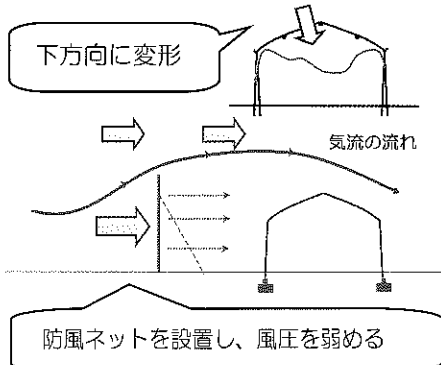 下方向に変形
気流の流れ
防風ネットを設置し、風圧を弱める